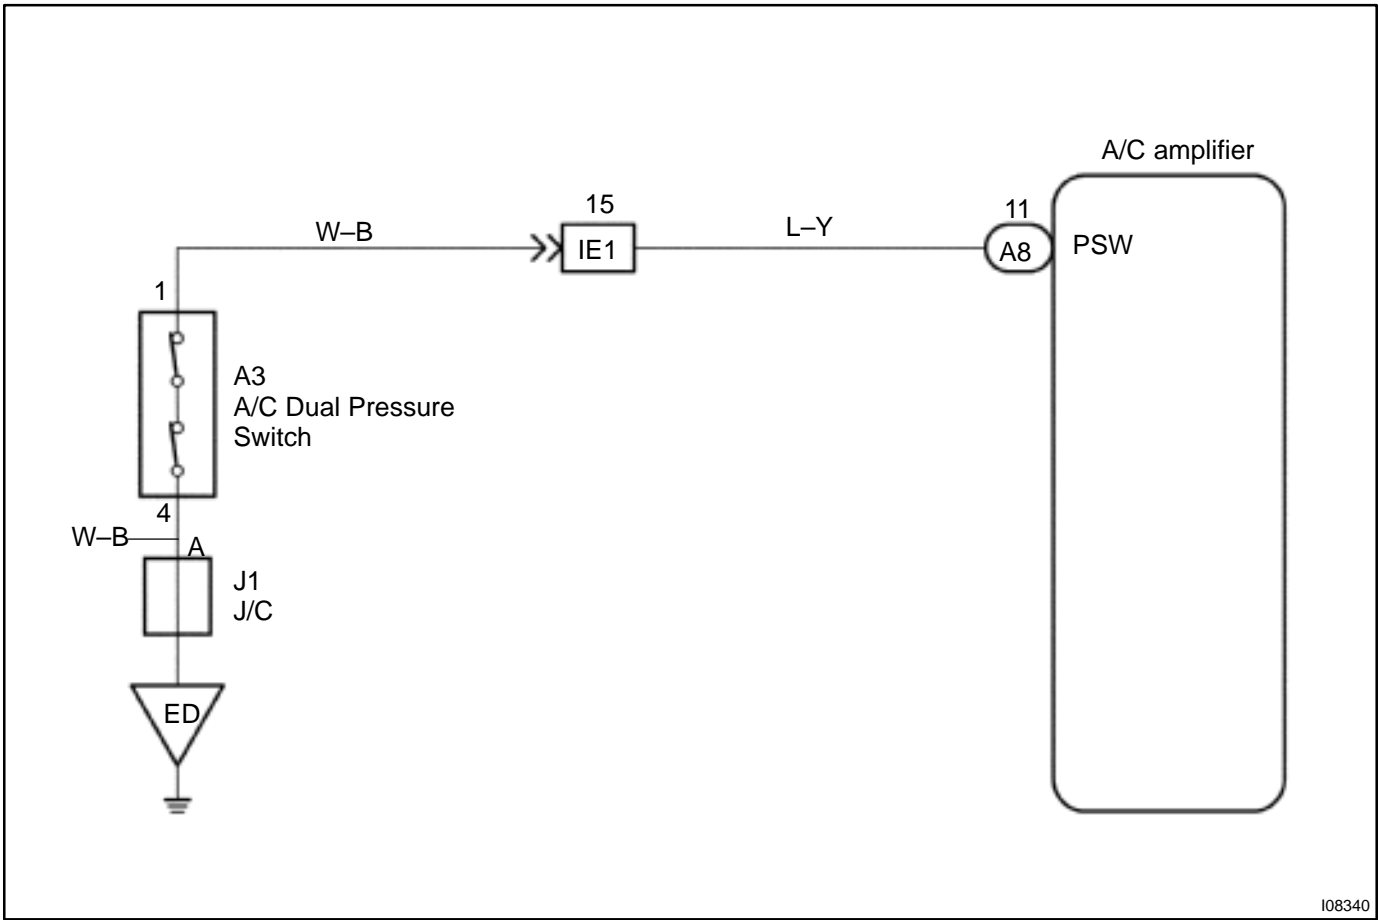 A/C amplifier
15
11
W–B
L–Y
IE1
A8
PSW
1
A3
A/C Dual Pressure
Switch
4
W–B
A
J1
J/C
ED
I08340